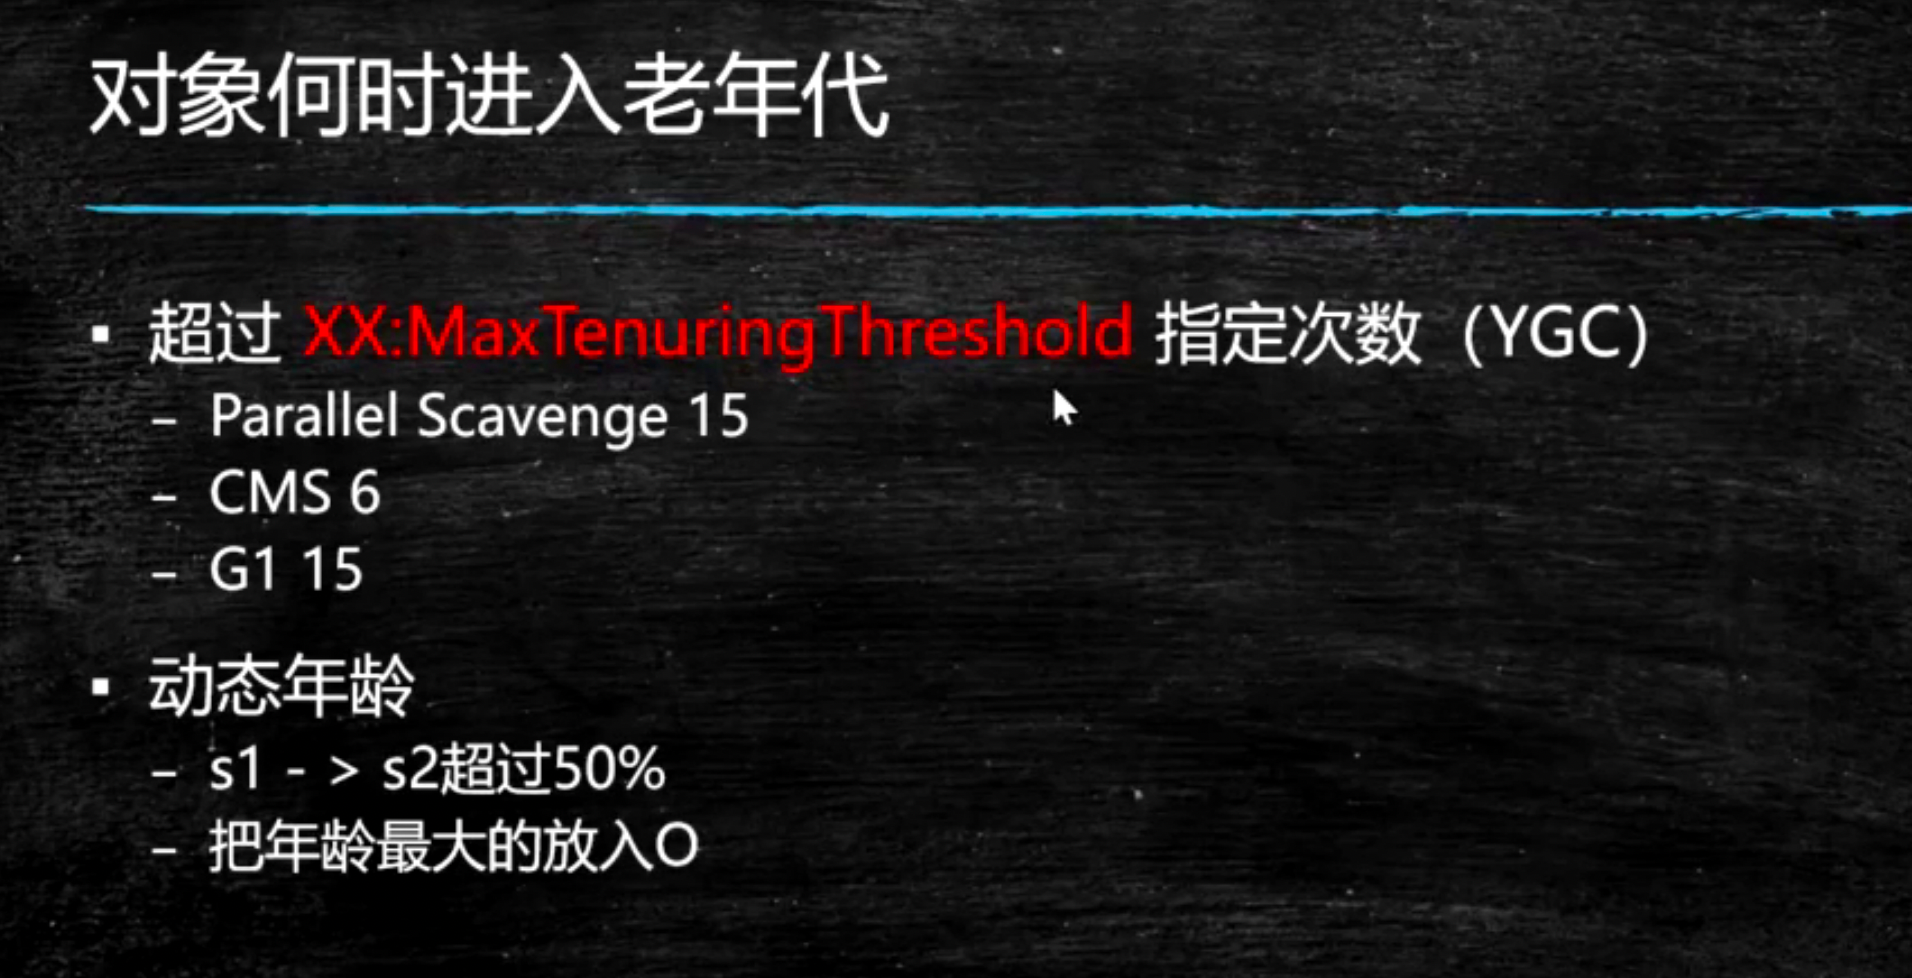 对象何时进入老年代
▪ 超过 XX:MaxTenuringThreshold 指定次数（YGC）
– Parallel Scavenge 15
– CMS 6
– G1 15
▪ 动态年龄
– s1 - > s2超过50%
– 把年龄最大的放入O